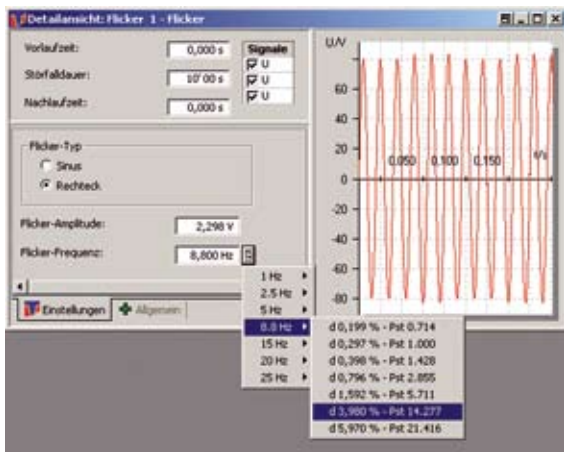 Detailansicht: Flicker 1 - Flicker
Vorlaufzeit: 0,000 s
Störfalldauer: 10'00 s
Nachlaufzeit: 0,000 s
Signale
U
U
U
Flicker-Typ
Sinus
Rechteck
Flicker-Amplitude: 2,298 V
Flicker-Frequenz: 8,800 Hz
Einstellungen
Allgemein
U/V
60
40
20
0
-20
-40
-60
-80
0.050 0.100 0.150 t/s
1 Hz
2.5 Hz
5 Hz
8.8 Hz
15 Hz
20 Hz
25 Hz
d 0,199 % - Pst 0.714
d 0,297 % - Pst 1.000
d 0,398 % - Pst 1.428
d 0,796 % - Pst 2.855
d 1,592 % - Pst 5.711
d 3,980 % - Pst 14.277
d 5,970 % - Pst 21.416